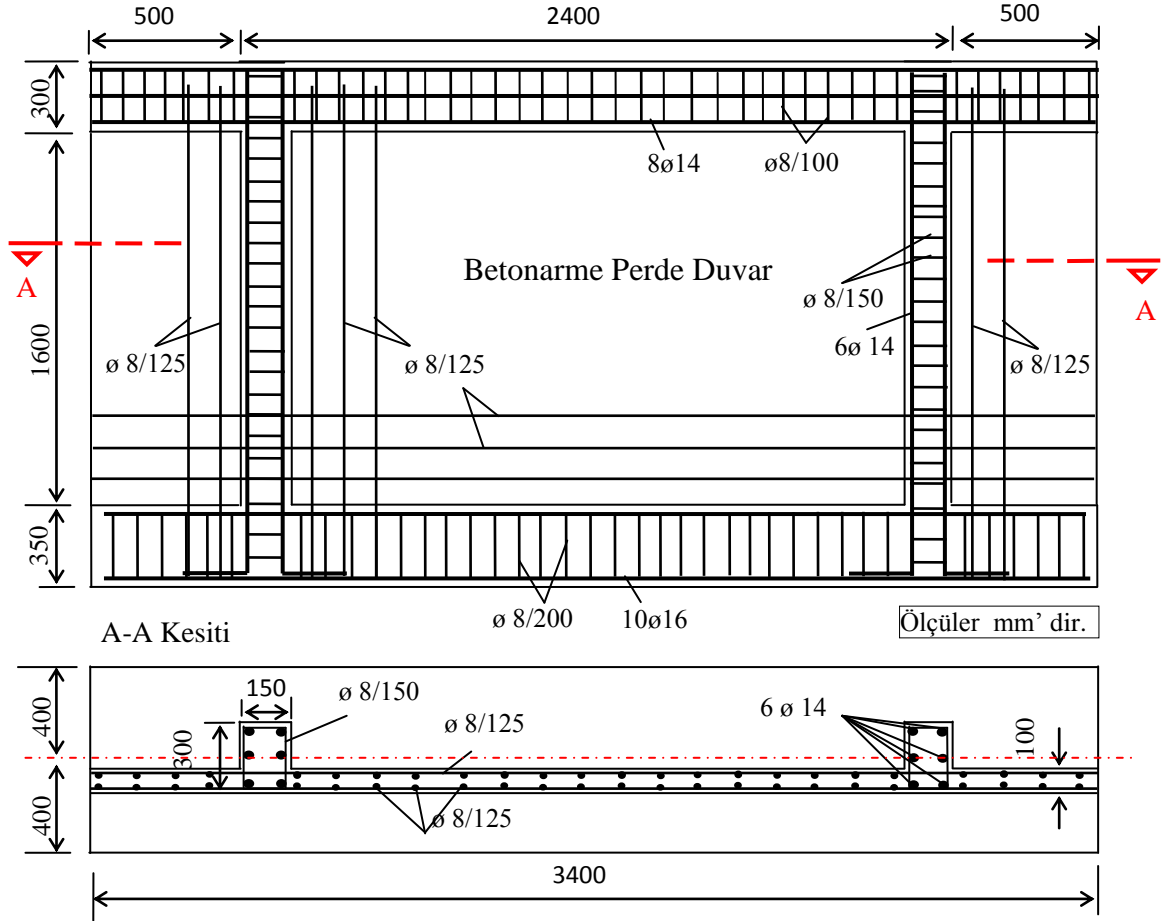 500
2400
500
300
8ø14
ø8/100
Betonarme Perde Duvar
A
A
ø 8/150
1600
ø 8/125
ø 8/125
6ø 14
ø 8/125
350
ø 8/200
10ø16
Ölçüler mm’ dir.
A-A Kesiti
400
150
ø 8/150
ø 8/125
6 ø 14
300
100
ø 8/125
400
3400